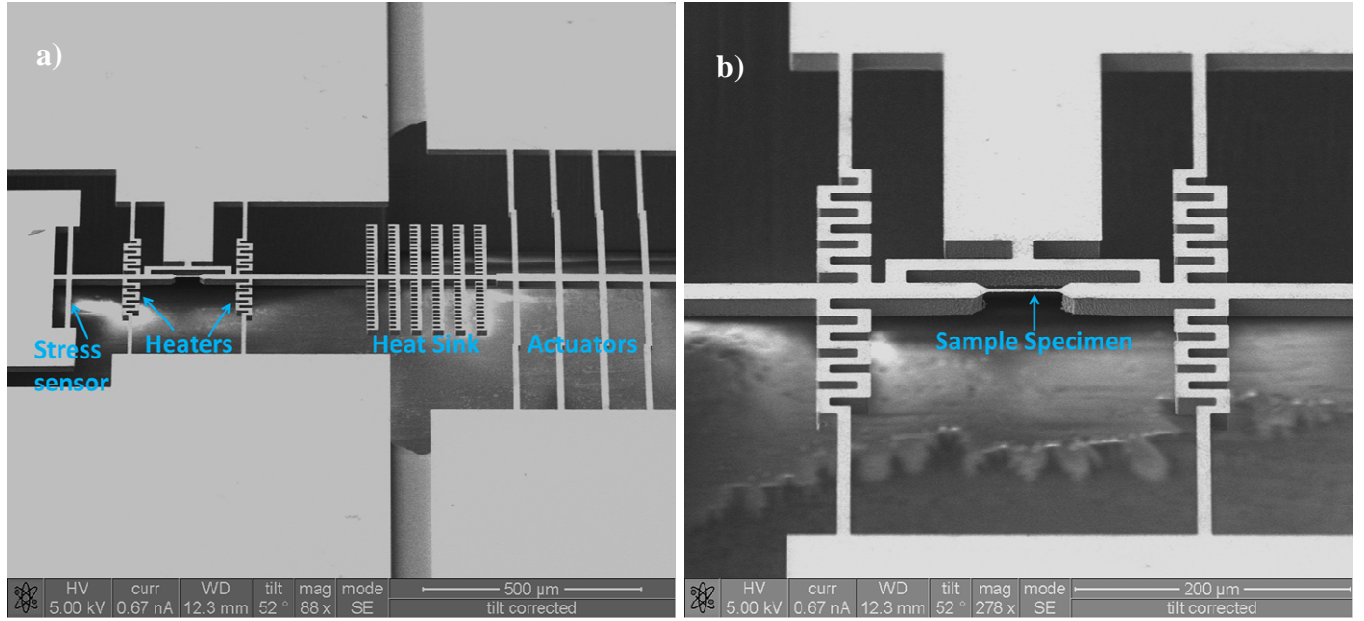 a)
Stress
sensor
Heaters
Heat Sink
Actuators
HV
curr
WD
tilt
mag
mode
500 µm
5.00 kV
0.67 nA
12.3 mm
52 °
88 x
SE
tilt corrected
b)
Sample Specimen
HV
curr
WD
tilt
mag
mode
200 µm
5.00 kV
0.67 nA
12.3 mm
52 °
278 x
SE
tilt corrected